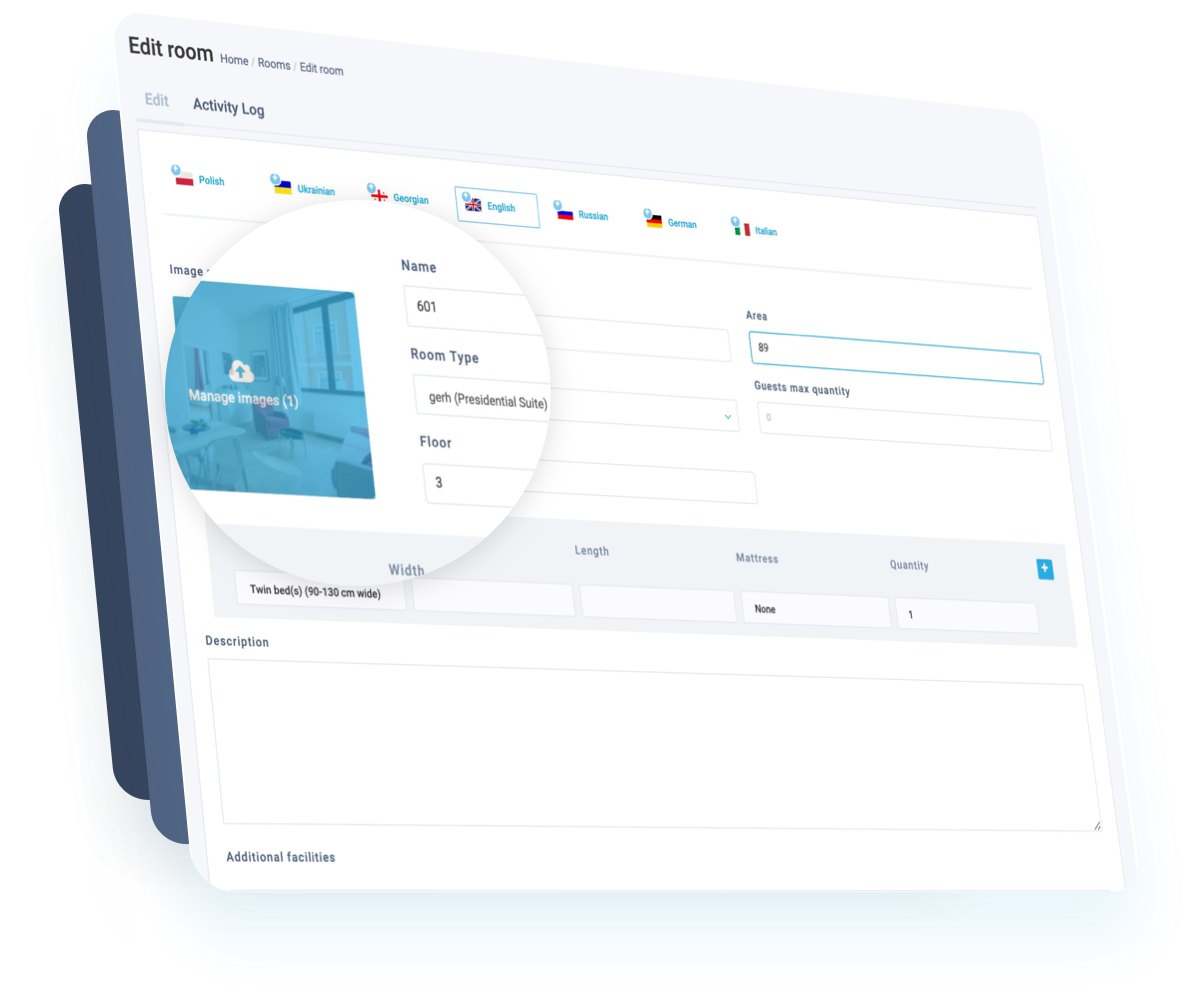 Edit room Home / Rooms / Edit room
Edit Activity Log
Polish Ukrainian Georgian English Russian German Italian
Image
Manage images (1)
Name
601
Room Type
gerh (Presidential Suite)
Floor
3
Area
89
Guests max quantity
0
Width Length Mattress Quantity +
Twin bed(s) (90-130 cm wide) None 1
Description
Additional facilities